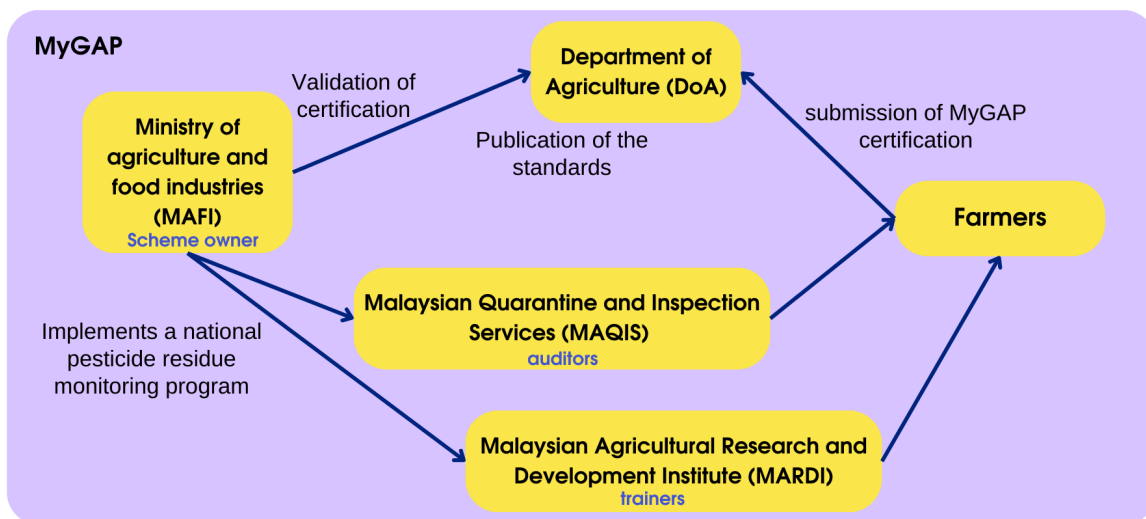 MyGAP
Department of
Agriculture (DoA)
Validation of
certification
submission of MyGAP
certification
Ministry of
agriculture and
food industries
(MAFI)
Scheme owner
Publication of the
standards
Farmers
Malaysian Quarantine and Inspection
Services (MAQIS)
auditors
Implements a national
pesticide residue
monitoring program
Malaysian Agricultural Research and
Development Institute (MARDI)
trainers